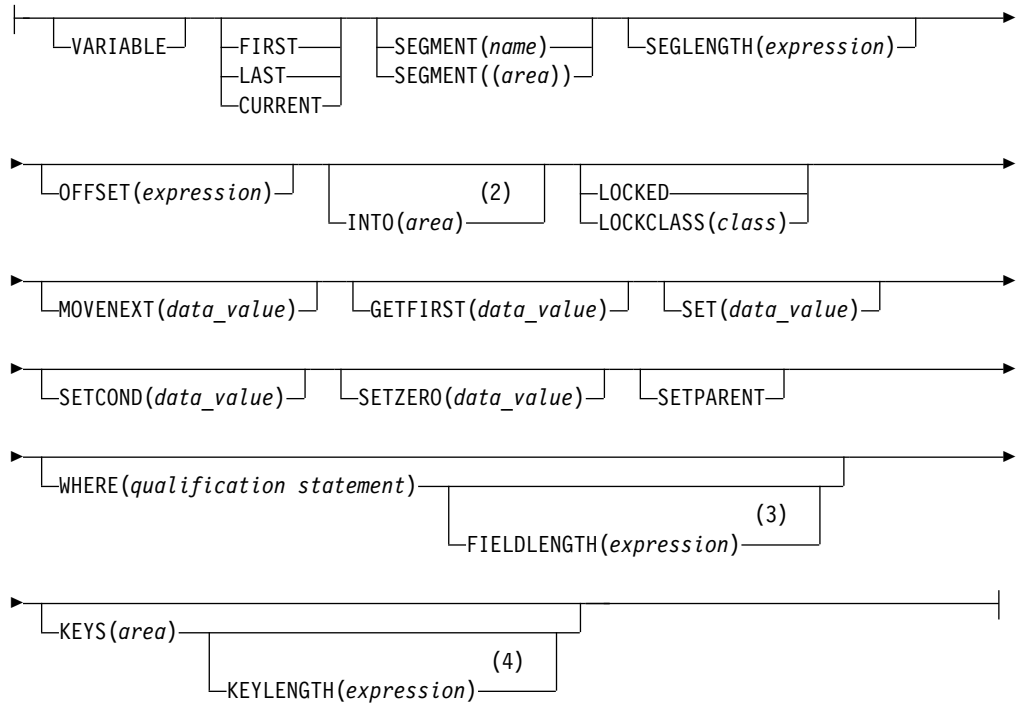 VARIABLE FIRST SEGMENT(name) SEGLENGTH(expression)
LAST SEGMENT((area))
CURRENT
OFFSET(expression) (2) LOCKED
INTO(area) LOCKCLASS(class)
MOVENEXT(data_value) GETFIRST(data_value) SET(data_value)
SETCOND(data_value) SETZERO(data_value) SETPARENT
WHERE(qualification statement)
(3)
FIELDLENGTH(expression)
KEYS(area)
(4)
KEYLENGTH(expression)